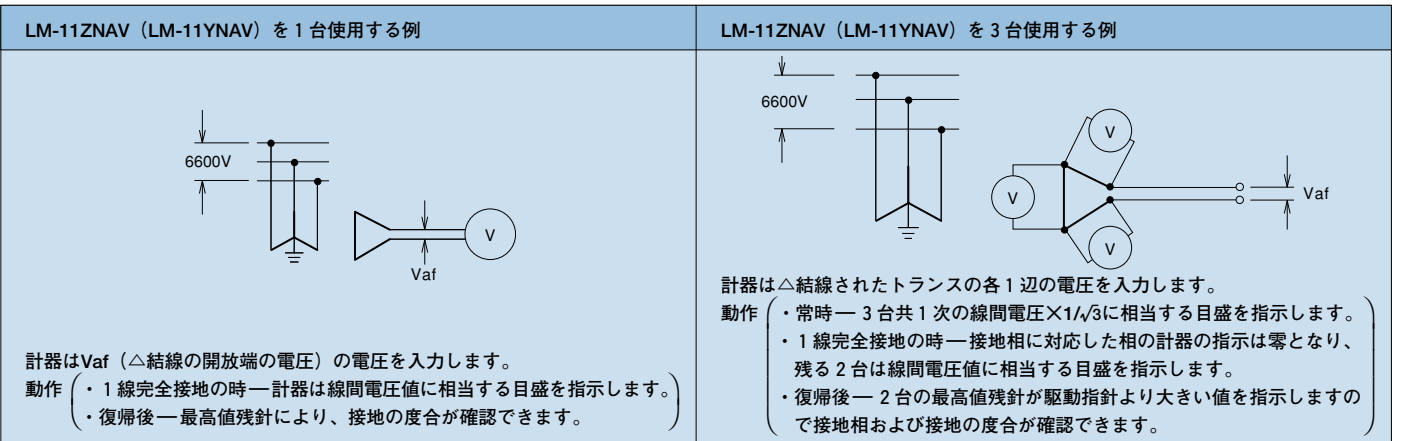 LM-11ZNAV（LM-11YNAV）を1台使用する例
6600V
V
Vaf
計器はVaf（△結線の開放端の電圧）の電圧を入力します。
動作
・1線完全接地の時―計器は線間電圧値に相当する目盛を指示します。
・復帰後―最高値残針により、接地の度合が確認できます。
LM-11ZNAV（LM-11YNAV）を3台使用する例
6600V
V
V
V
Vaf
計器は△結線されたトランスの各1辺の電圧を入力します。
動作
・常時― 3台共1次の線間電圧×1/√3に相当する目盛を指示します。
・1線完全接地の時―接地相に対応した相の計器の指示は零となり、
残る2台は線間電圧値に相当する目盛を指示します。
・復帰後― 2台の最高値残針が駆動指針より大きい値を指示しますの
で接地相および接地の度合が確認できます。